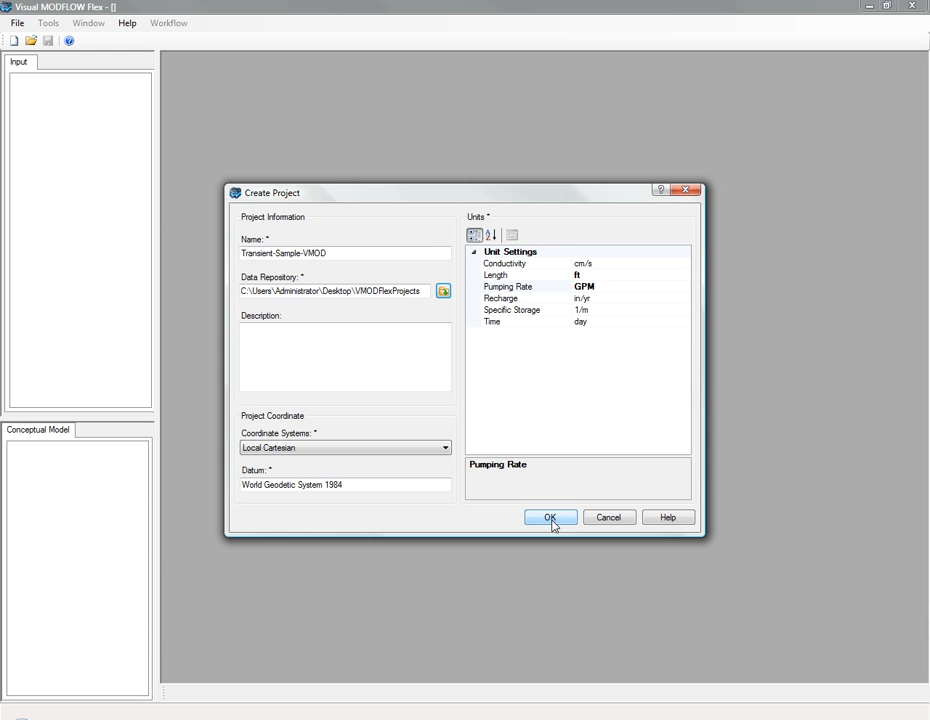 Visual MODFLOW Flex - []
File Tools Window Help Workflow
Input
Conceptual Model
Create Project
Project Information
Name: *
Transient-Sample-VMOD
Data Repository: *
C:\Users\Administrator\Desktop\VMODFlexProjects
Description:
Project Coordinate
Coordinate Systems: *
Local Cartesian
Datum: *
World Geodetic System 1984
Units *
Unit Settings
Conductivity cm/s
Length ft
Pumping Rate GPM
Recharge in/yr
Specific Storage 1/m
Time day
Pumping Rate
OK Cancel Help